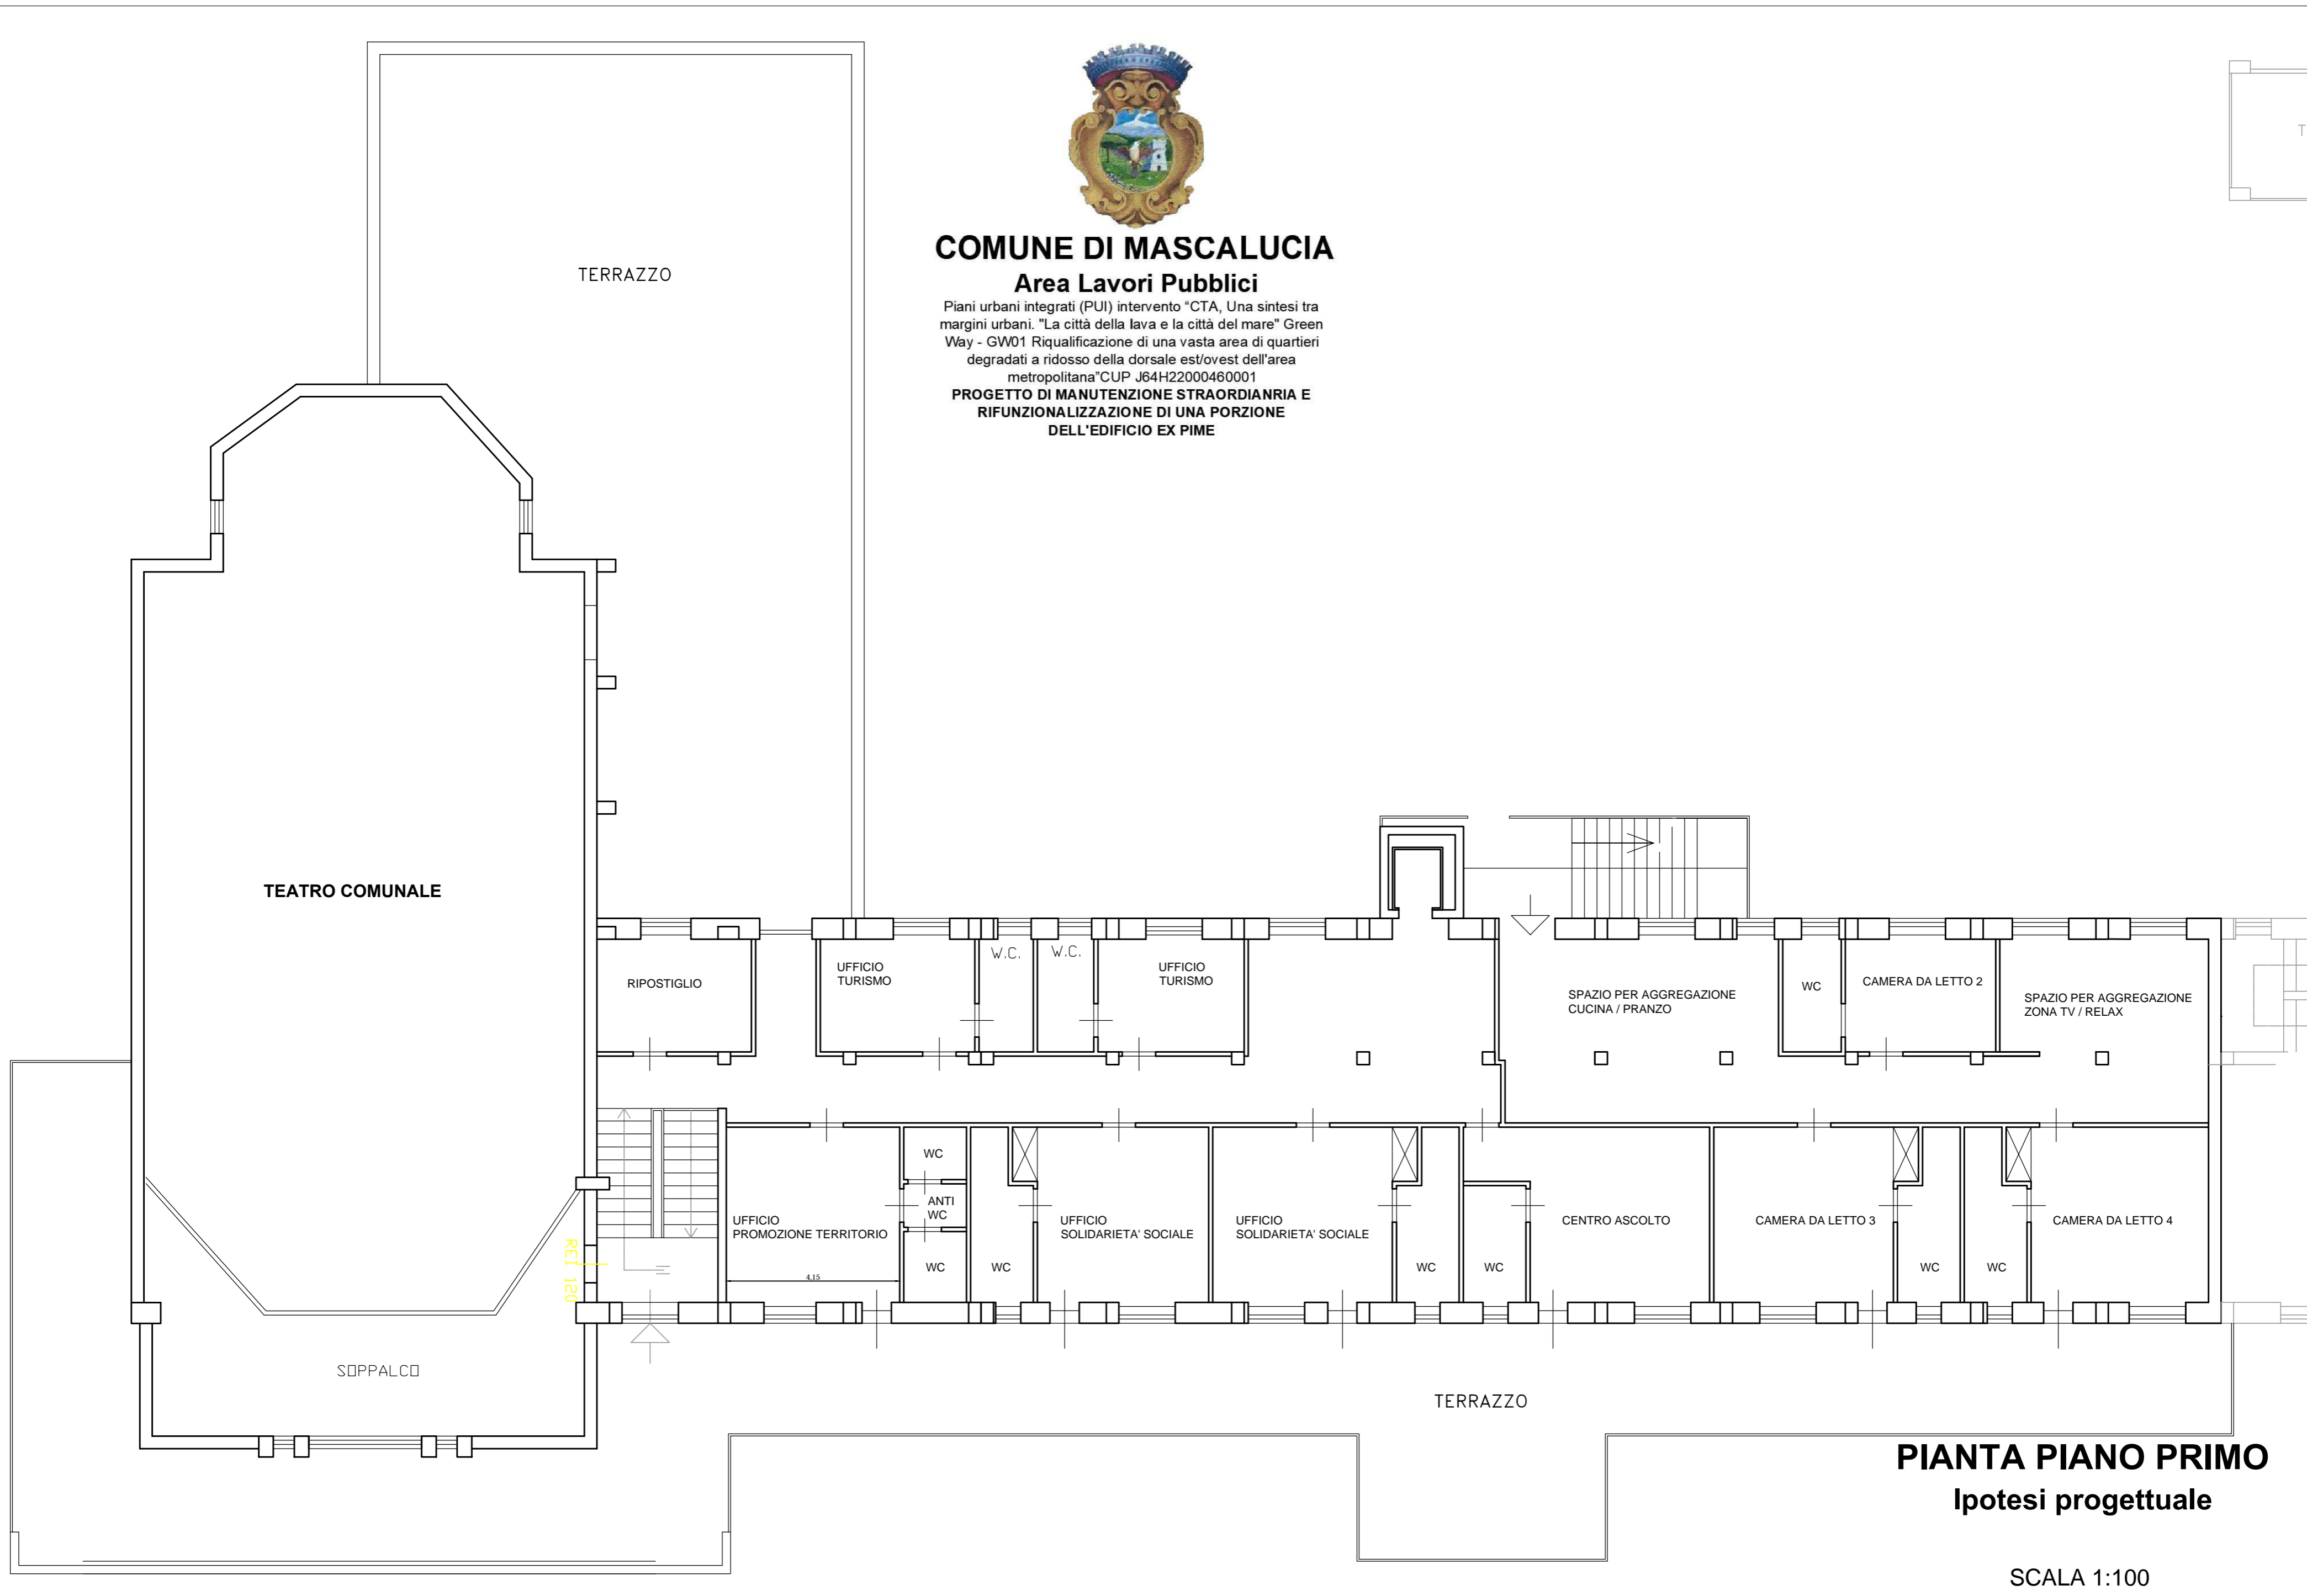 COMUNE DI MASCALUCIA
Area Lavori Pubblici
Piani urbani integrati (PUI) intervento “CTA, Una sintesi tra
margini urbani. "La città della lava e la città del mare" Green
Way - GW01 Riqualificazione di una vasta area di quartieri
degradati a ridosso della dorsale est/ovest dell'area
metropolitana”CUP J64H22000460001
PROGETTO DI MANUTENZIONE STRAORDIANRIA E
RIFUNZIONALIZZAZIONE DI UNA PORZIONE
DELL'EDIFICIO EX PIME
T
TERRAZZO
TEATRO COMUNALE
RIPOSTIGLIO
UFFICIO
TURISMO
W.C.
W.C.
UFFICIO
TURISMO
SPAZIO PER AGGREGAZIONE
CUCINA / PRANZO
WC
CAMERA DA LETTO 2
SPAZIO PER AGGREGAZIONE
ZONA TV / RELAX
UFFICIO
PROMOZIONE TERRITORIO
4,15
WC
ANTI
WC
WC
WC
UFFICIO
SOLIDARIETA' SOCIALE
UFFICIO
SOLIDARIETA' SOCIALE
WC
WC
CENTRO ASCOLTO
CAMERA DA LETTO 3
WC
WC
CAMERA DA LETTO 4
REI 120
SOPPALCO
TERRAZZO
PIANTA PIANO PRIMO
Ipotesi progettuale
SCALA 1:100